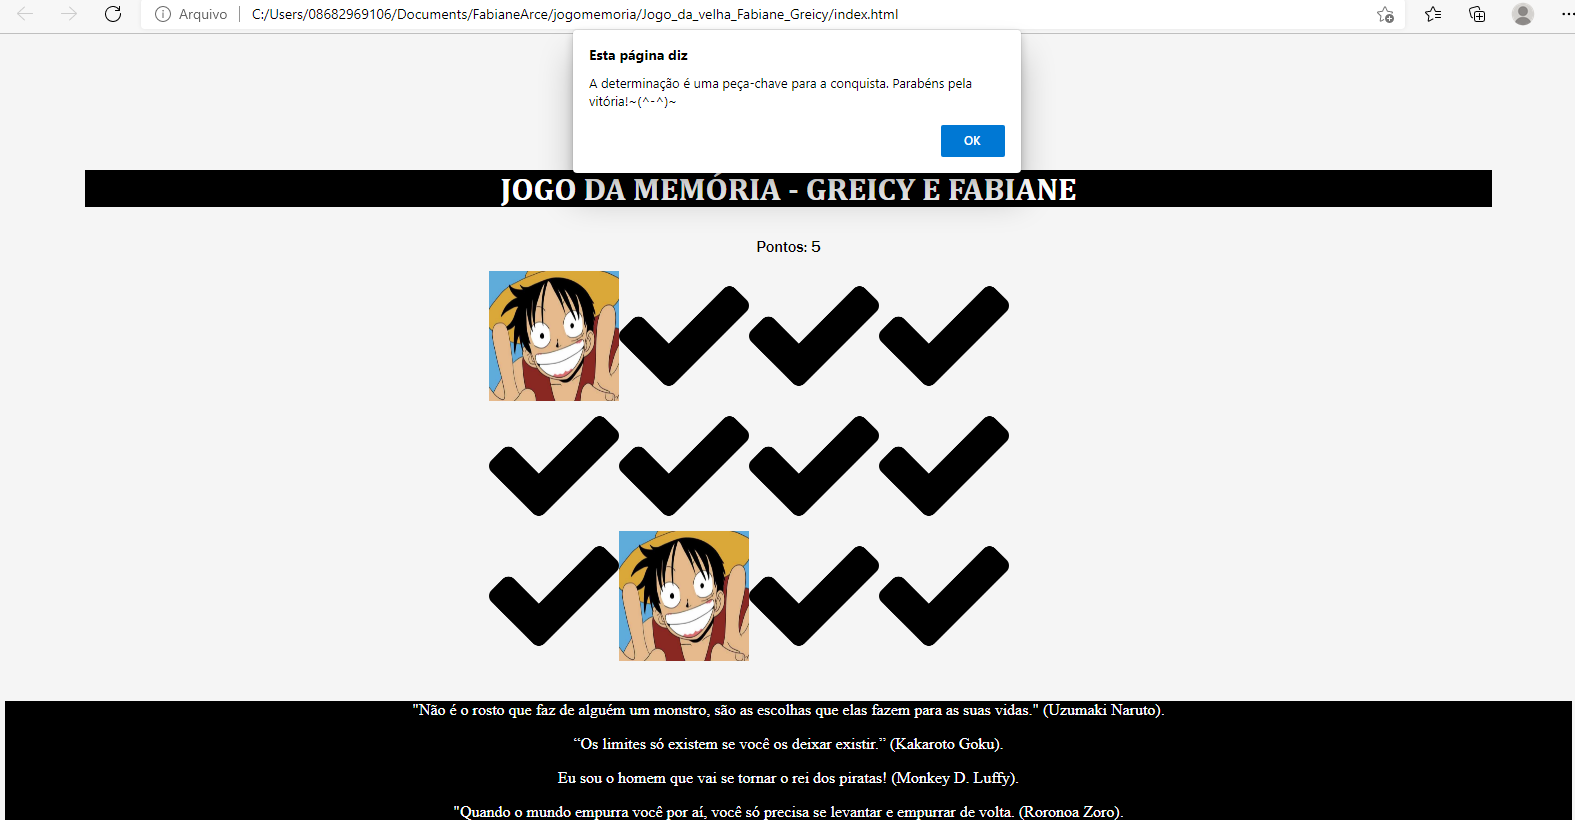 Arquivo C:/Users/08682969106/Documents/FabianeArce/jogomemoria/Jogo_da_velha_Fabiane_Greicy/index.html
Esta página diz
A determinação é uma peça-chave para a conquista. Parabéns pela
vitória!~(^-^)~
OK
JOGO DA MEMÓRIA - GREICY E FABIANE
Pontos: 5
"Não é o rosto que faz de alguém um monstro, são as escolhas que elas fazem para as suas vidas." (Uzumaki Naruto).
“Os limites só existem se você os deixar existir.” (Kakaroto Goku).
Eu sou o homem que vai se tornar o rei dos piratas! (Monkey D. Luffy).
"Quando o mundo empurra você por aí, você só precisa se levantar e empurrar de volta. (Roronoa Zoro).